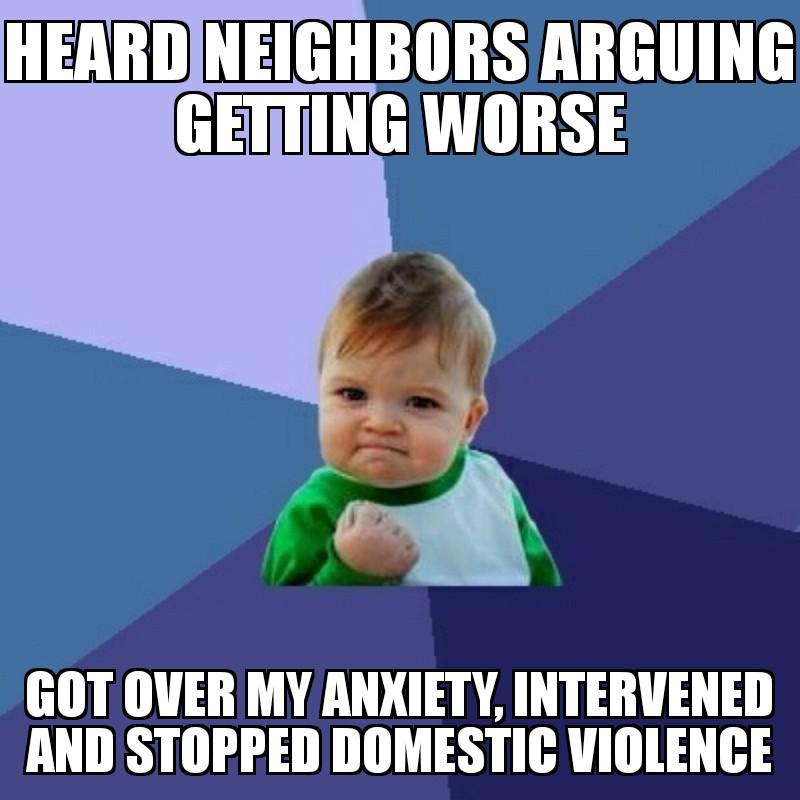 HEARD NEIGHBORS ARGUING
GETTING WORSE
GOT OVER MY ANXIETY, INTERVENED
AND STOPPED DOMESTIC VIOLENCE